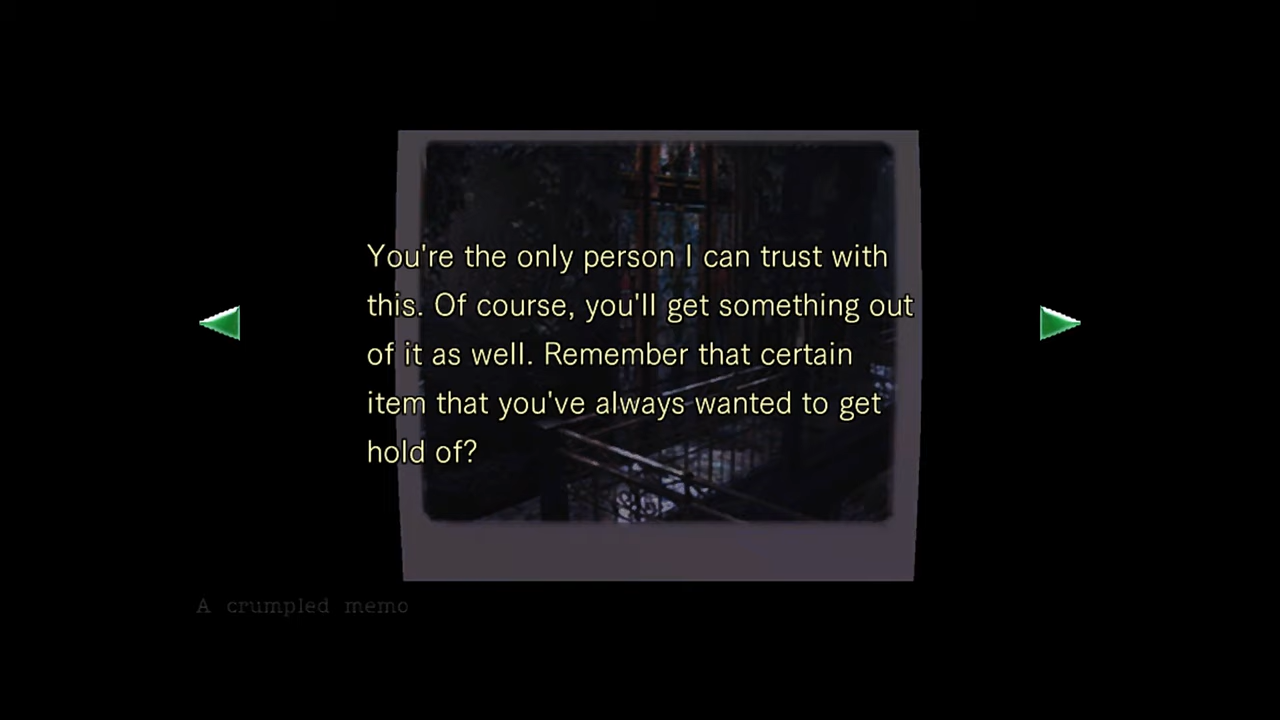 You're the only person I can trust with
this. Of course, you'll get something out
of it as well. Remember that certain
item that you've always wanted to get
hold of?
A crumpled memo